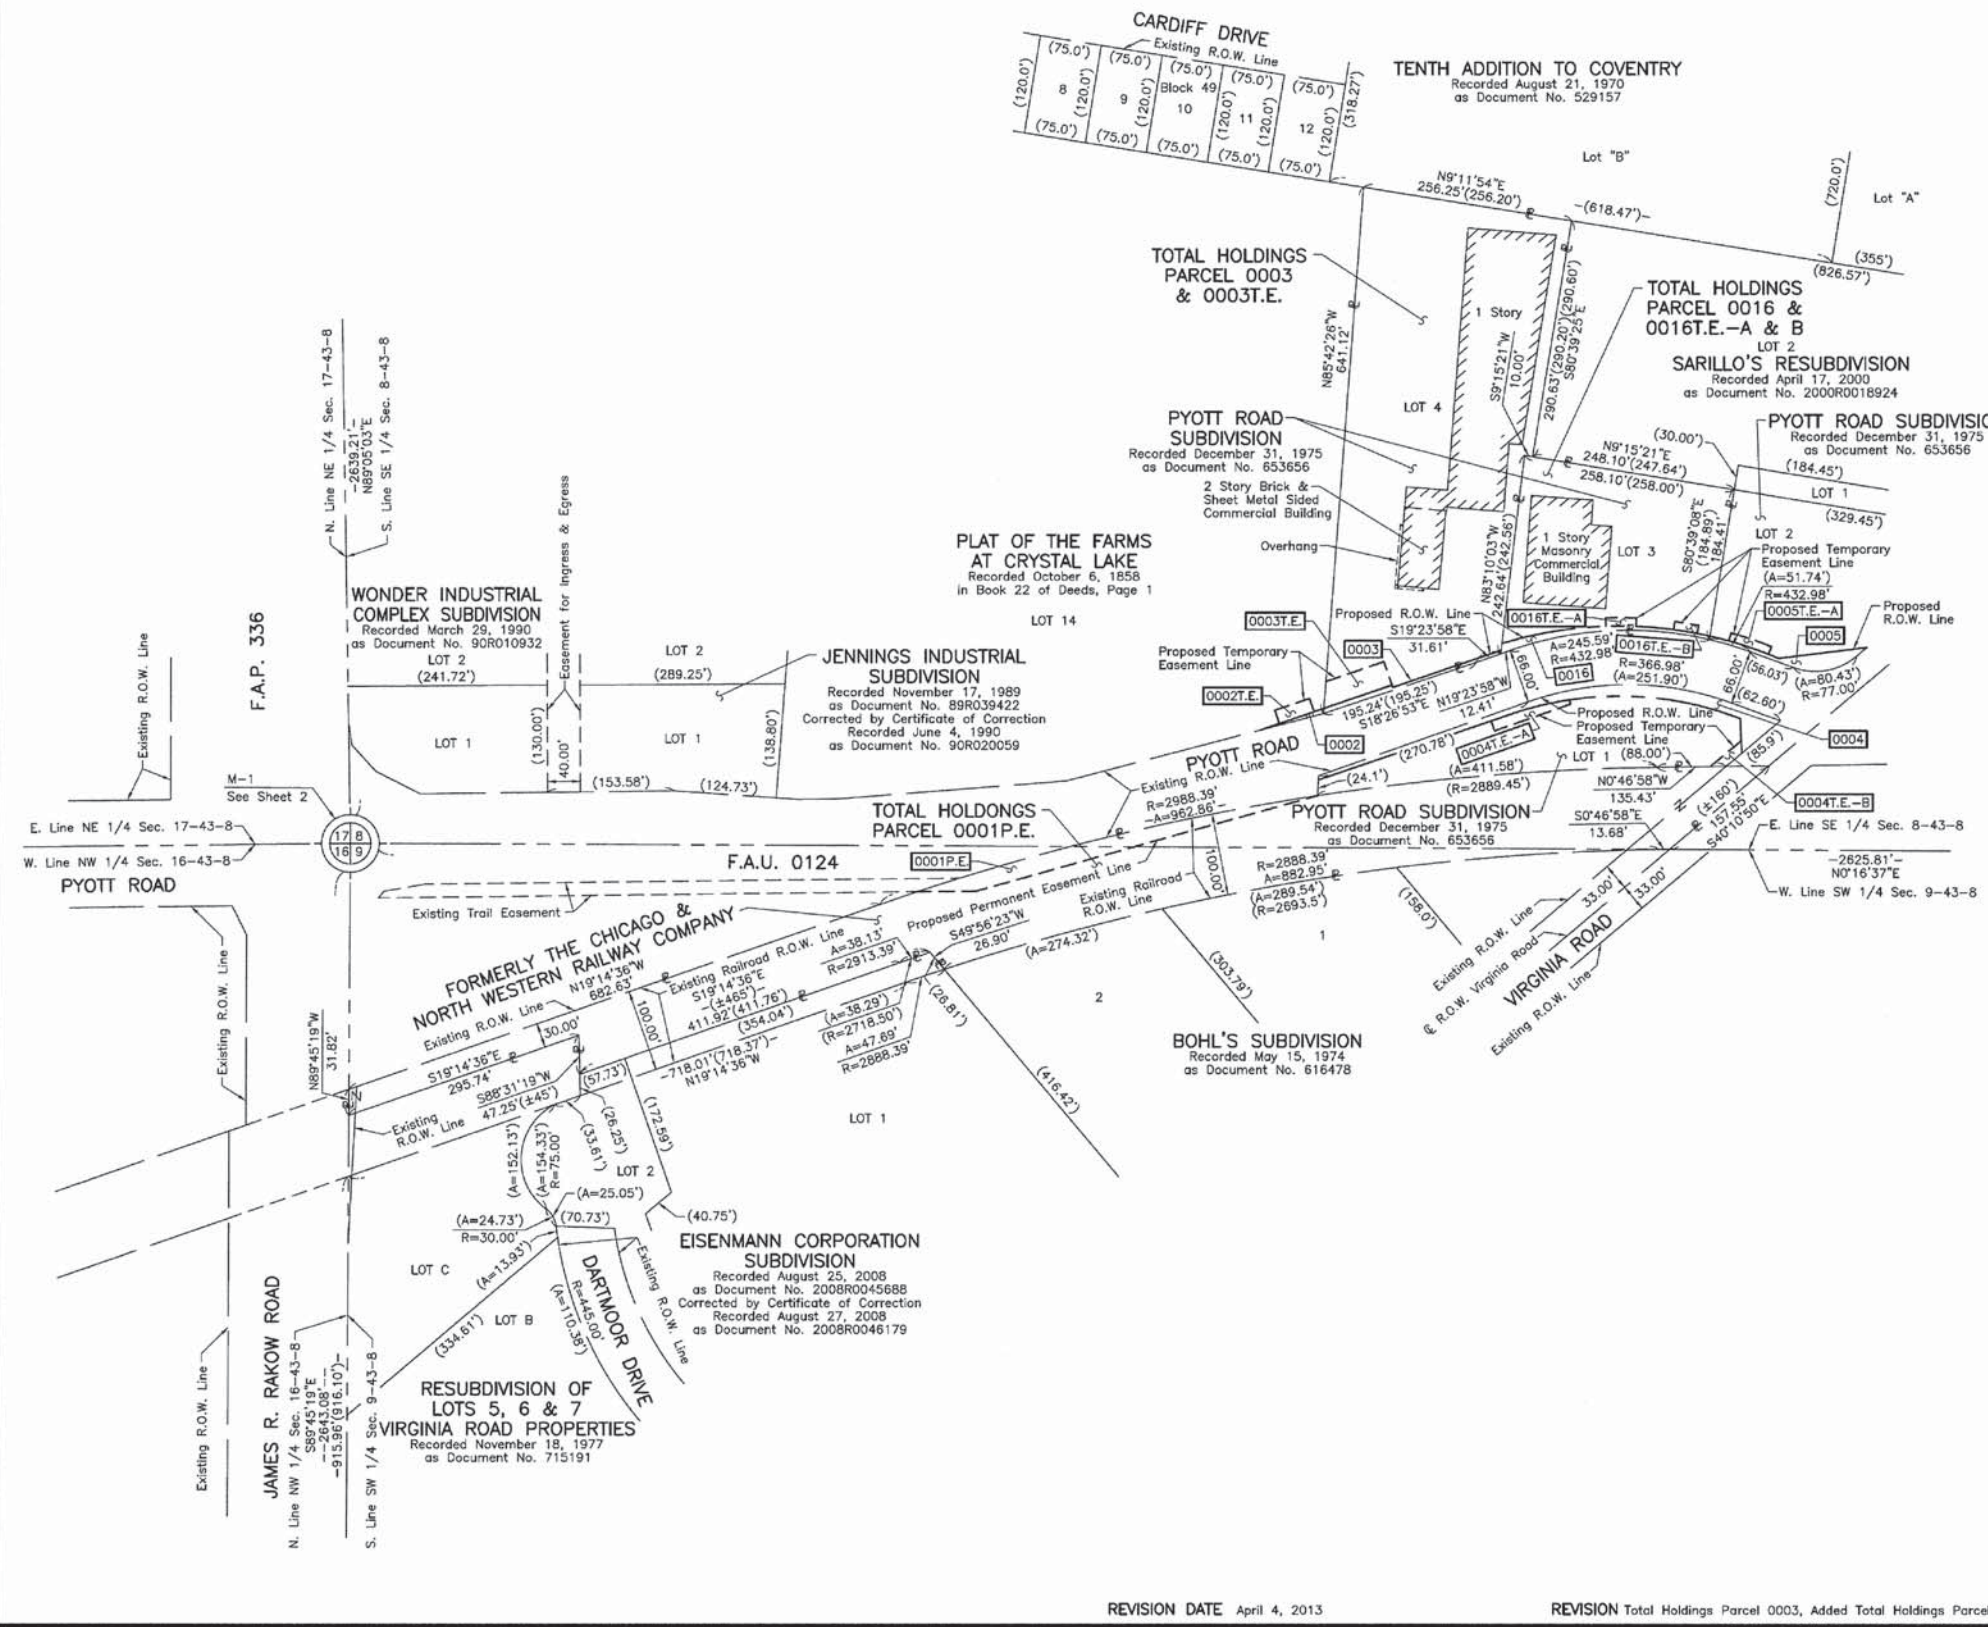 CARDIFF DRIVE
Existing R.O.W. Line
(75.0')
(75.0')
(75.0')
(75.0')
(75.0')
(120.0')
8
(120.0')
9
(120.0')
Block 49
10
(120.0')
11
(120.0')
12
(120.0')
(318.27')
(75.0')
(75.0')
(75.0')
(75.0')
(75.0')
TENTH ADDITION TO COVENTRY
Recorded August 21, 1970
as Document No. 529157
Lot "B"
(720.0')
Lot "A"
N9°11'54"E
256.25'(256.20')
-(618.47')-
(355')
(826.57')
TOTAL HOLDINGS
PARCEL 0003
& 0003T.E.
N85°42'26"W
641.12'
1 Story
S9°15'21"W
10.00'
290.63'(290.20')(290.60')
S80°39'25"E
LOT 4
TOTAL HOLDINGS
PARCEL 0016 &
0016T.E.-A & B
LOT 2
SARILLO'S RESUBDIVISION
Recorded April 17, 2000
as Document No. 2000R0018924
PYOTT ROAD
SUBDIVISION
Recorded December 31, 1975
as Document No. 653656
2 Story Brick &
Sheet Metal Sided
Commercial Building
Overhang
(30.00')
N9°15'21"E
248.10'(247.64')
258.10'(258.00')
Recorded December 31, 1975
as Document No. 653656
(184.45')
LOT 1
(329.45')
N83°10'03"W
242.64'(242.56')
1 Story
Masonry
Commercial
Building
LOT 3
S80°39'08"E
(184.89')
184.41'
LOT 2
Proposed Temporary
Easement Line
(A=51.74')
R=432.98'
0005T.E.-A
Proposed
R.O.W. Line
0005
PLAT OF THE FARMS
AT CRYSTAL LAKE
Recorded October 6, 1858
in Book 22 of Deeds, Page 1
LOT 14
0003T.E.
Proposed R.O.W. Line
0016T.E.-A
S19°23'58"E
31.61'
0003
Proposed Temporary
Easement Line
0002T.E.
A=245.59'
R=432.98'
0016T.E.-B
R=366.98'
(A=251.90')
66.00'
0016
66.00'
(56.03')
(A=80.43')
R=77.00'
(62.60')
195.24'(195.25')
S18°26'53"E
N19°23'58"W
12.41'
0002
PYOTT ROAD
Existing R.O.W. Line
(270.78')
0004T.E.-A
Proposed R.O.W. Line
Proposed Temporary
Easement Line
LOT 1
(88.00')
0004
(85.9')
(24.1')
(A=411.58')
(R=2889.45')
N0°46'58"W
135.43'
0004T.E.-B
S0°46'58"E
13.68'
(±160')
157.55'
S40°10'50"E
E. Line SE 1/4 Sec. 8-43-8
-2625.81'-
N0°16'37"E
W. Line SW 1/4 Sec. 9-43-8
N. Line NE 1/4 Sec. 17-43-8
-2639.21'-
N89°05'03"E
S. Line SE 1/4 Sec. 8-43-8
Easement for Ingress & Egress
WONDER INDUSTRIAL
COMPLEX SUBDIVISION
Recorded March 29, 1990
as Document No. 90R010932
LOT 2
(241.72')
LOT 2
(289.25')
JENNINGS INDUSTRIAL
SUBDIVISION
Recorded November 17, 1989
as Document No. 89R039422
Corrected by Certificate of Correction
Recorded June 4, 1990
as Document No. 90R020059
F.A.P. 336
Existing R.O.W. Line
LOT 1
(130.00')
40.00'
LOT 1
(138.80')
(153.58')
(124.73')
M-1
See Sheet 2
E. Line NE 1/4 Sec. 17-43-8
W. Line NW 1/4 Sec. 16-43-8
17 8
16 9
PYOTT ROAD
F.A.U. 0124
TOTAL HOLDONGS
PARCEL 0001P.E.
0001P.E.
R=2988.39'
-A=962.86'-
PYOTT ROAD SUBDIVISION
Recorded December 31, 1975
as Document No. 653656
Existing Trail Easement
FORMERLY THE CHICAGO &
NORTH WESTERN RAILWAY COMPANY
Proposed Permanent Easement Line
Existing Railroad
R.O.W. Line
100.00'
R=2888.39'
A=882.95'
(A=289.54')
(R=2693.5')
1
(158.0')
33.00'
33.00'
Existing R.O.W. Line
℄ R.O.W. Virginia Road
VIRGINIA ROAD
Existing R.O.W. Line
Existing R.O.W. Line
N19°14'36"W
682.63'
Existing Railroad R.O.W. Line
A=38.13'
R=2913.39'
S49°56'23"W
26.90'
(A=274.32')
S19°14'36"E
-(±465')-
411.92'(411.76')
(354.04')
(A=38.29')
(R=2718.50')
A=47.69'
R=2888.39'
(26.81')
2
(303.79')
BOHL'S SUBDIVISION
Recorded May 15, 1974
as Document No. 616478
(416.42')
Existing R.O.W. Line
30.00'
100.00'
-718.01'(718.37')-
N19°14'36"W
Existing R.O.W. Line
N89°45'19"W
31.82'
S19°14'36"E
295.74'
S88°31'19"W
47.25'(±45')
Existing
R.O.W. Line
(57.73')
(26.25')
(33.61')
(172.59')
(A=152.13')
(A=154.33')
R=75.00'
LOT 2
LOT 1
(A=25.05')
(A=24.73')
R=30.00'
(70.73')
(40.75')
(A=13.93')
LOT C
EISENMANN CORPORATION
SUBDIVISION
Recorded August 25, 2008
as Document No. 2008R0045688
Corrected by Certificate of Correction
Recorded August 27, 2008
as Document No. 2008R0046179
DARTMOOR DRIVE
R=445.00'
(A=110.38')
Existing R.O.W. Line
LOT B
(334.61')
JAMES R. RAKOW ROAD
Existing R.O.W. Line
N. Line NW 1/4 Sec. 16-43-8
S89°45'19"E
--2643.08'--
-915.96'(916.10')-
S. Line SW 1/4 Sec. 9-43-8
RESUBDIVISION OF
LOTS 5, 6 & 7
VIRGINIA ROAD PROPERTIES
Recorded November 18, 1977
as Document No. 715191
REVISION DATE April 4, 2013
REVISION Total Holdings Parcel 0003, Added Total Holdings